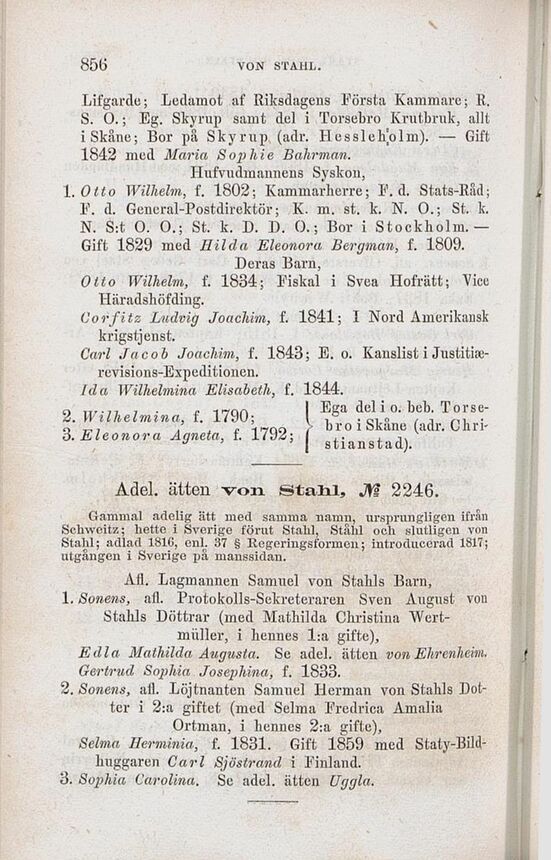 856
VON STAHL.
Lifgarde; Ledamot af Riksdagens Första Kammare; R.
S. O.; Eg. Skyrup samt del i Torsebro Krutbruk, allt
i Skåne; Bor på Skyrup (adr. Hessleholm). — Gift
1842 med Maria Sophie Bahrman.
Hufvudmannens Syskon,
1. Otto Wilhelm, f. 1802; Kammarherre; F. d. Stats-Råd;
F. d. General-Postdirektör; K. m. st. k. N. O.; St. k.
N. S:t O. O.; St. k. D. D. O.; Bor i Stockholm. —
Gift 1829 med Hilda Eleonora Bergman, f. 1809.
Deras Barn,
Otto Wilhelm, f. 1834; Fiskal i Svea Hofrätt; Vice
Häradshöfding.
Corfitz Ludvig Joachim, f. 1841; I Nord Amerikansk
krigstjenst.
Carl Jacob Joachim, f. 1843; E. o. Kanslist i Justitiæ-
revisions-Expeditionen.
Ida Wilhelmina Elisabeth, f. 1844.
2. Wilhelmina, f. 1790;
3. Eleonora Agneta, f. 1792;
Ega del i o. beb. Torse-
bro i Skåne (adr. Chri-
stianstad).
Adel. ätten von Stahl, № 2246.
Gammal adelig ätt med samma namn, ursprungligen ifrån
Schweitz; hette i Sverige förut Stahl, Ståhl och slutligen von
Stahl; adlad 1816, enl. 37 § Regeringsformen; introducerad 1817;
utgången i Sverige på manssidan.
Afl. Lagmannen Samuel von Stahls Barn,
1. Sonens, afl. Protokolls-Sekreteraren Sven August von
Stahls Döttrar (med Mathilda Christina Wert-
müller, i hennes 1:a gifte),
Edla Mathilda Augusta. Se adel. ätten von Ehrenheim.
Gertrud Sophia Josephina, f. 1833.
2. Sonens, afl. Löjtnanten Samuel Herman von Stahls Dot-
ter i 2:a giftet (med Selma Fredrica Amalia
Ortman, i hennes 2:a gifte),
Selma Herminia, f. 1831. Gift 1859 med Staty-Bild-
huggaren Carl Sjöstrand i Finland.
3. Sophia Carolina. Se adel. ätten Uggla.